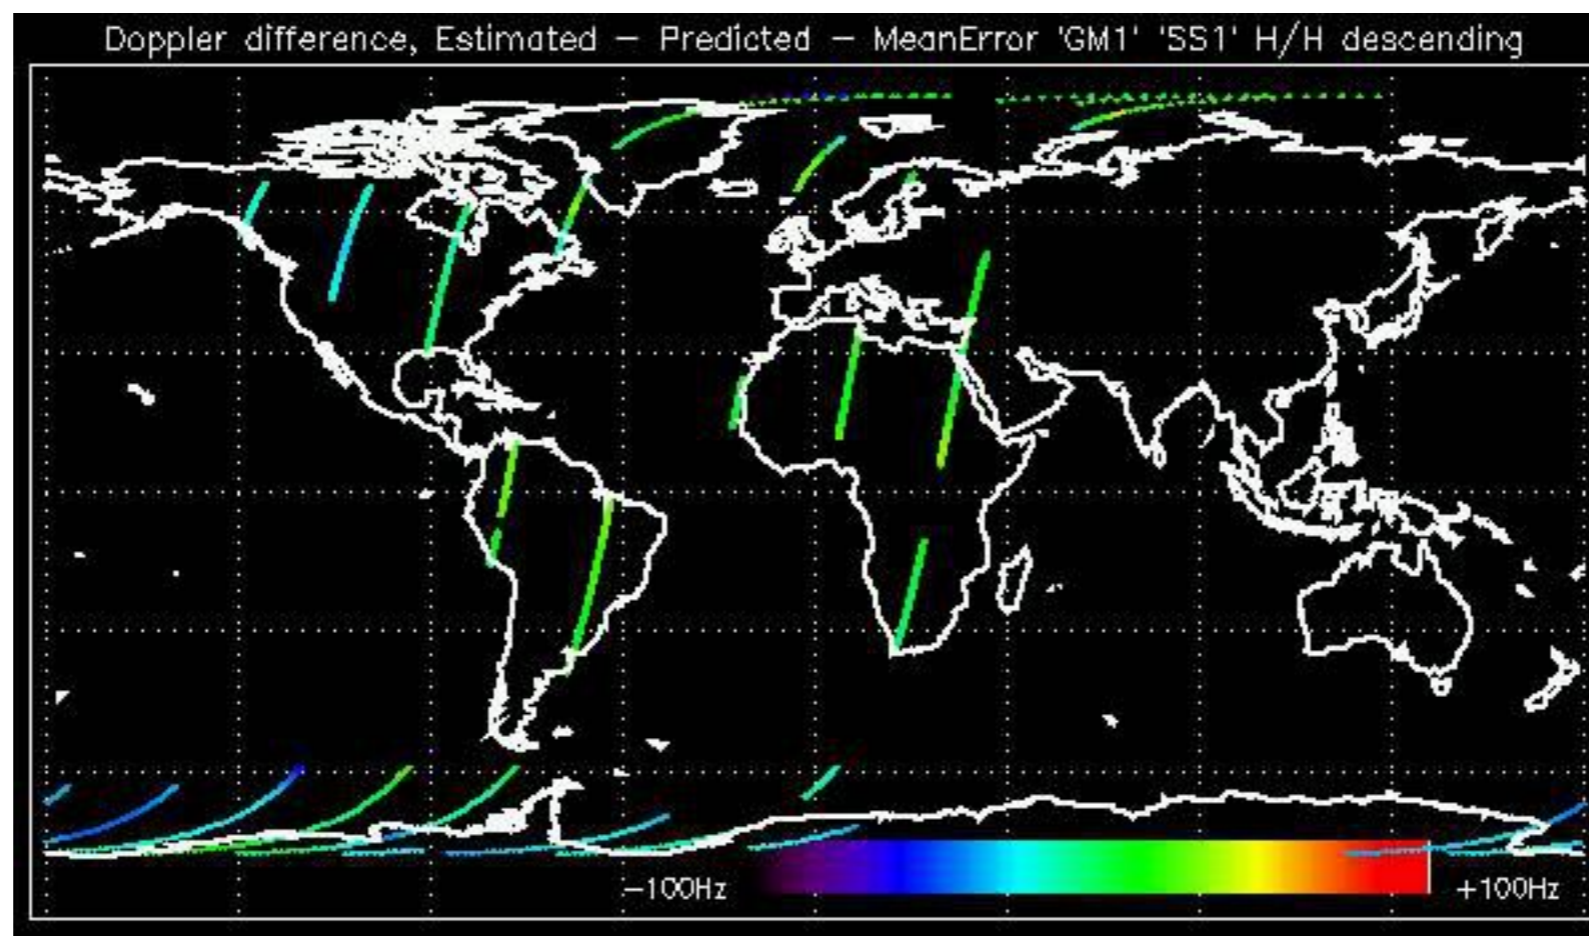 Doppler difference, Estimated — Predicted — MeanError 'GM1' 'SS1' H/H descending
—100Hz
+100Hz